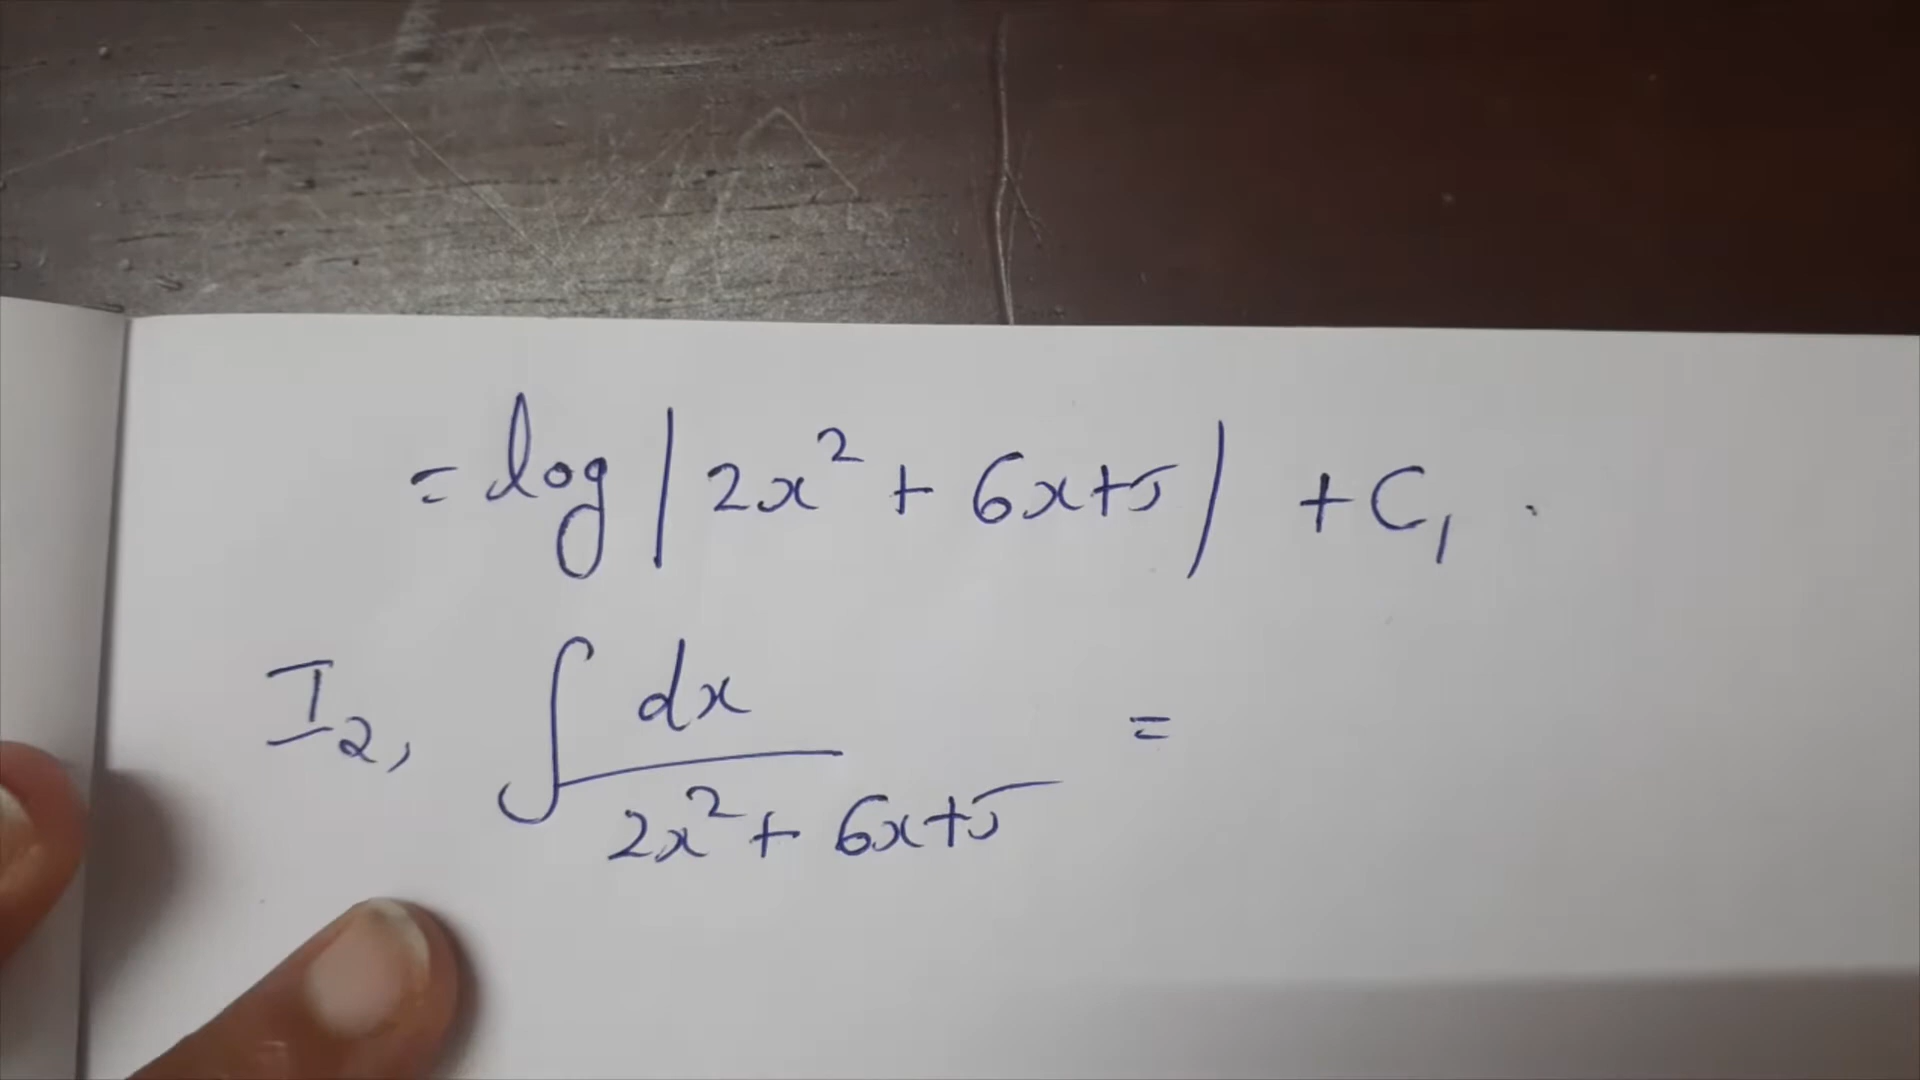 = log | 2x² + 6x+5 | + C₁ .
I₂, ∫ dx / 2x² + 6x+5 =